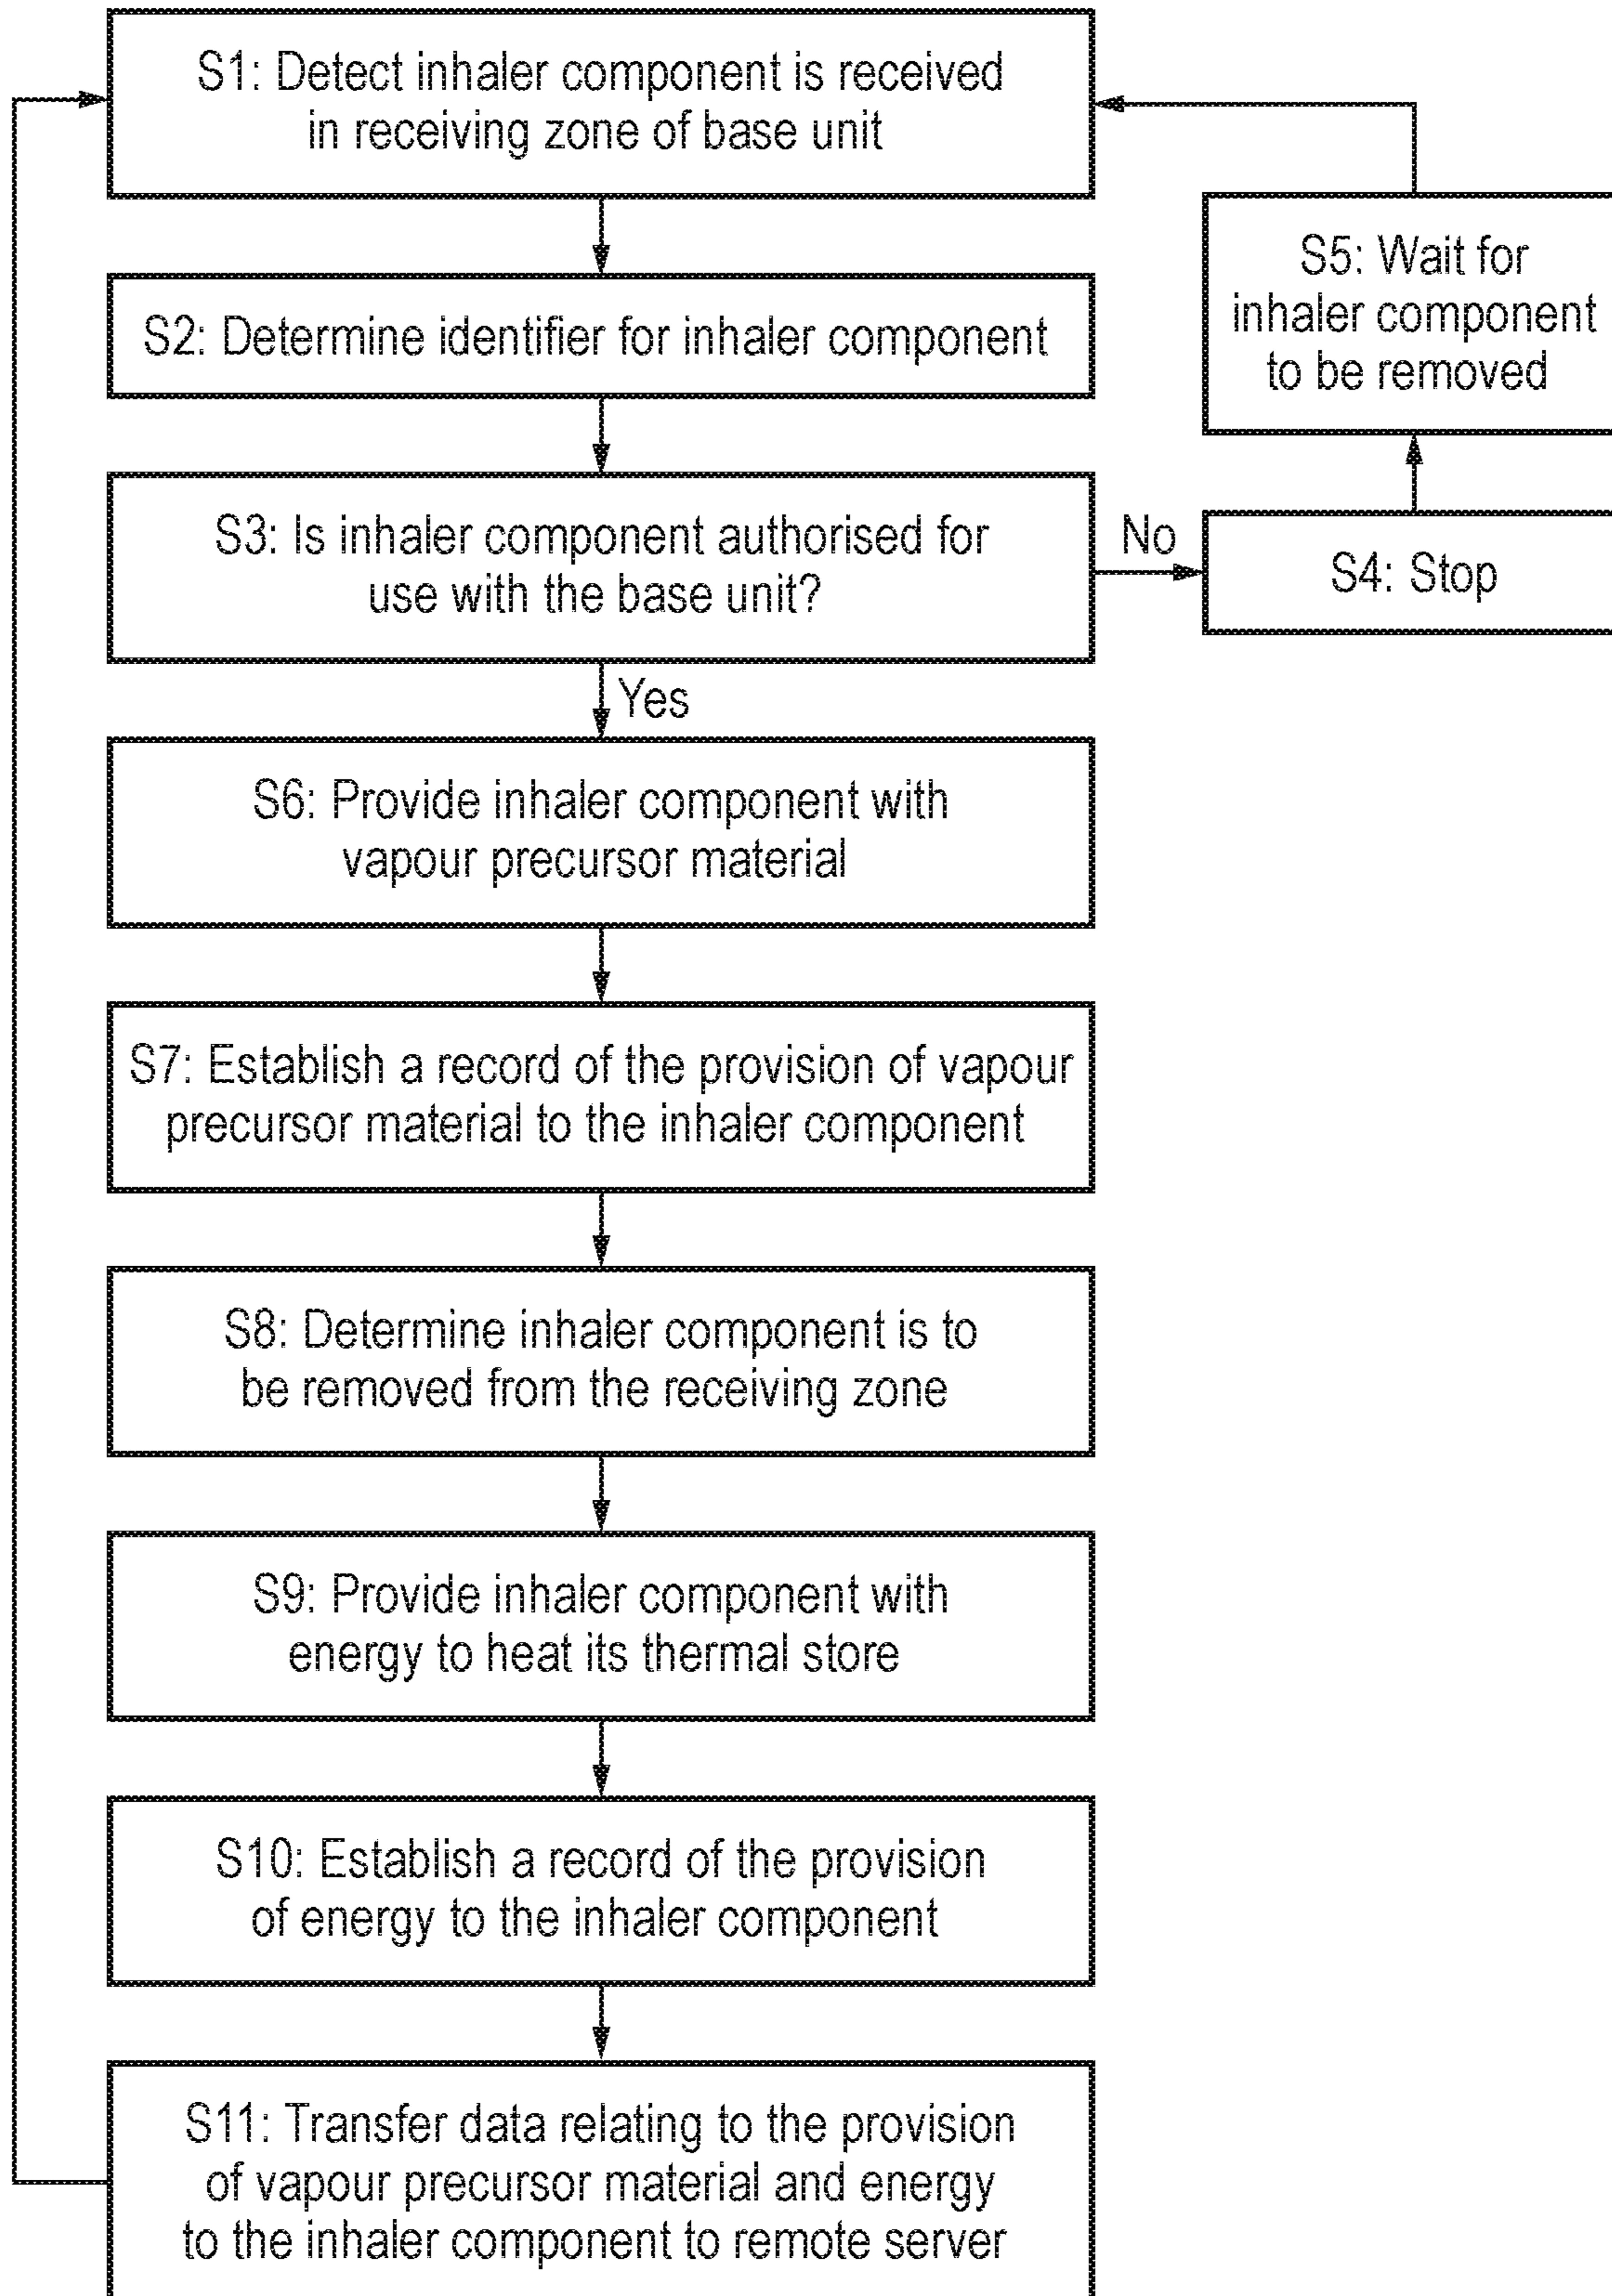 S1: Detect inhaler component is received
in receiving zone of base unit
S2: Determine identifier for inhaler component
S3: Is inhaler component authorised for
use with the base unit?
No
S4: Stop
S5: Wait for
inhaler component
to be removed
Yes
S6: Provide inhaler component with
vapour precursor material
S7: Establish a record of the provision of vapour
precursor material to the inhaler component
S8: Determine inhaler component is to
be removed from the receiving zone
S9: Provide inhaler component with
energy to heat its thermal store
S10: Establish a record of the provision
of energy to the inhaler component
S11: Transfer data relating to the provision
of vapour precursor material and energy
to the inhaler component to remote server